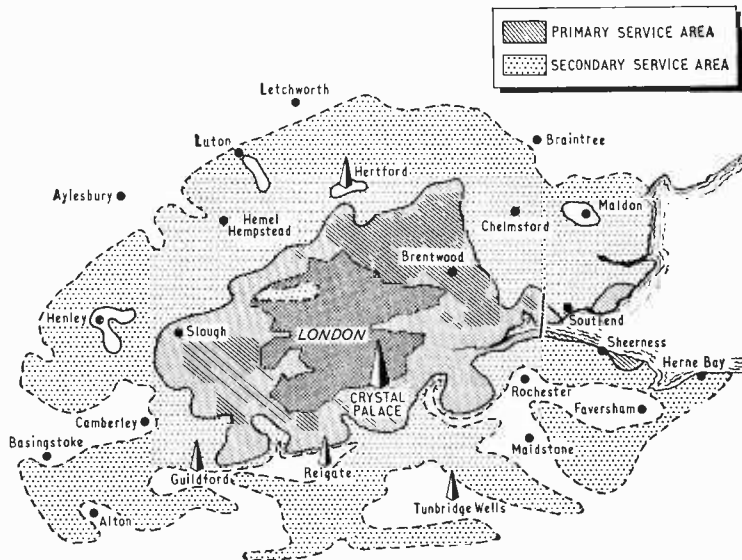 PRIMARY SERVICE AREA
SECONDARY SERVICE AREA
Letchworth
Luton
Braintree
Hertford
Aylesbury
Maldon
Hemel
Hempstead
Chelmsford
Brentwood
Henley
Slough
LONDON
Southend
Sheerness
Herne Bay
CRYSTAL
PALACE
Rochester
Faversham
Camberley
Basingstoke
Maidstone
Guildford
Reigate
Tunbridge Wells
Alton